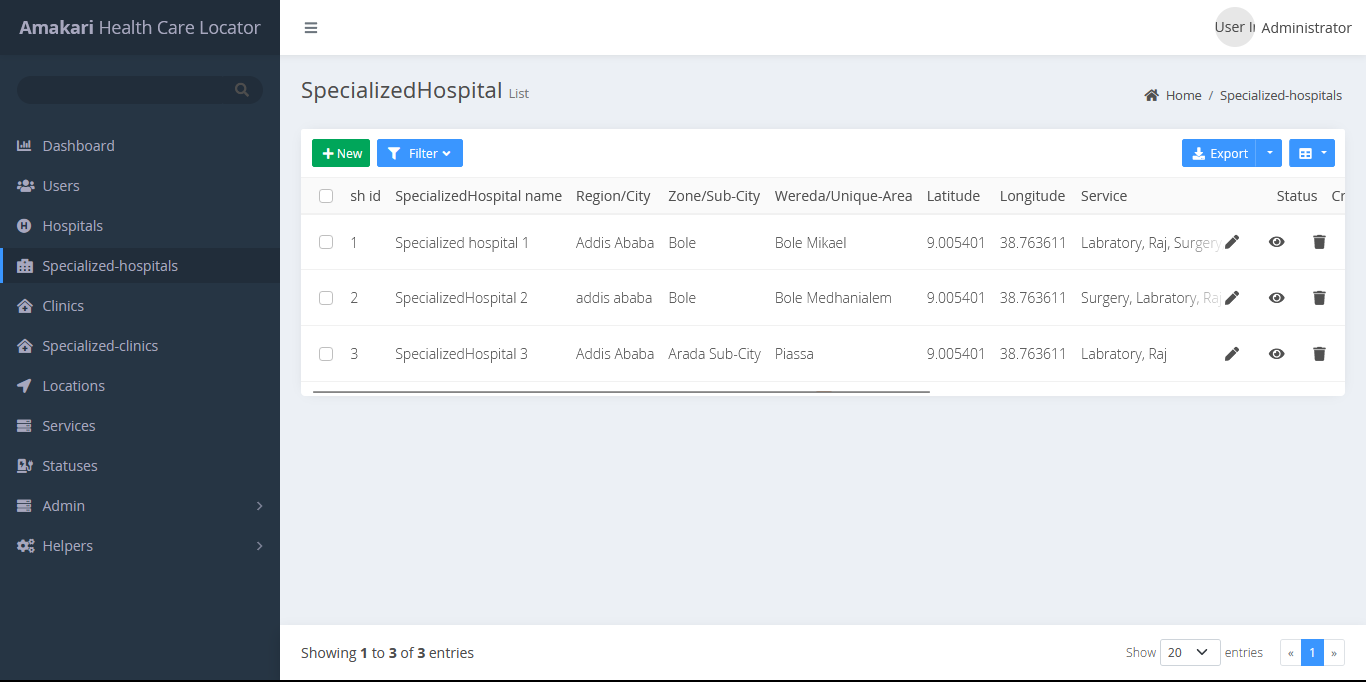 Amakari Health Care Locator
User I
Administrator
Dashboard
Users
Hospitals
Specialized-hospitals
Clinics
Specialized-clinics
Locations
Services
Statuses
Admin
Helpers
SpecializedHospital List
Home / Specialized-hospitals
New Filter Export
sh id SpecializedHospital name Region/City Zone/Sub-City Wereda/Unique-Area Latitude Longitude Service Status Cr
1 Specialized hospital 1 Addis Ababa Bole Bole Mikael 9.005401 38.763611 Labratory, Raj, Surgery
2 SpecializedHospital 2 addis ababa Bole Bole Medhanialem 9.005401 38.763611 Surgery, Labratory, Raj
3 SpecializedHospital 3 Addis Ababa Arada Sub-City Piassa 9.005401 38.763611 Labratory, Raj
Showing 1 to 3 of 3 entries
Show 20 entries « 1 »